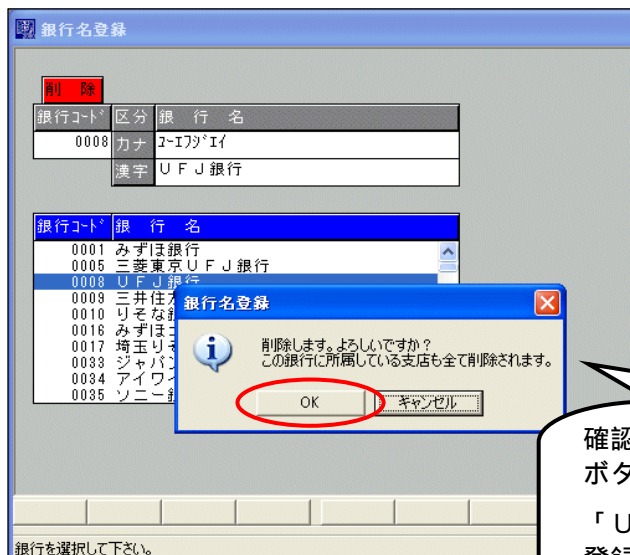 銀行名登録
削 除
銀行ｺｰﾄﾞ 区分 銀 行 名
0008 カナ ﾕｰｴﾌｼﾞｪｲ
漢字 ＵＦＪ銀行
銀行ｺｰﾄﾞ 銀 行 名
0001 みずほ銀行
0005 三菱東京ＵＦＪ銀行
0008 ＵＦＪ銀行
0009 三井住
0010 りそな
0016 みずほ
0017 埼玉り
0033 ジャパ
0034 アイワ
0035 ソニー
銀行名登録
削除します。よろしいですか？
この銀行に所属している支店も全て削除されます。
OK キャンセル
確認
ボタ
「Ｕ
銀行を選択して下さい。